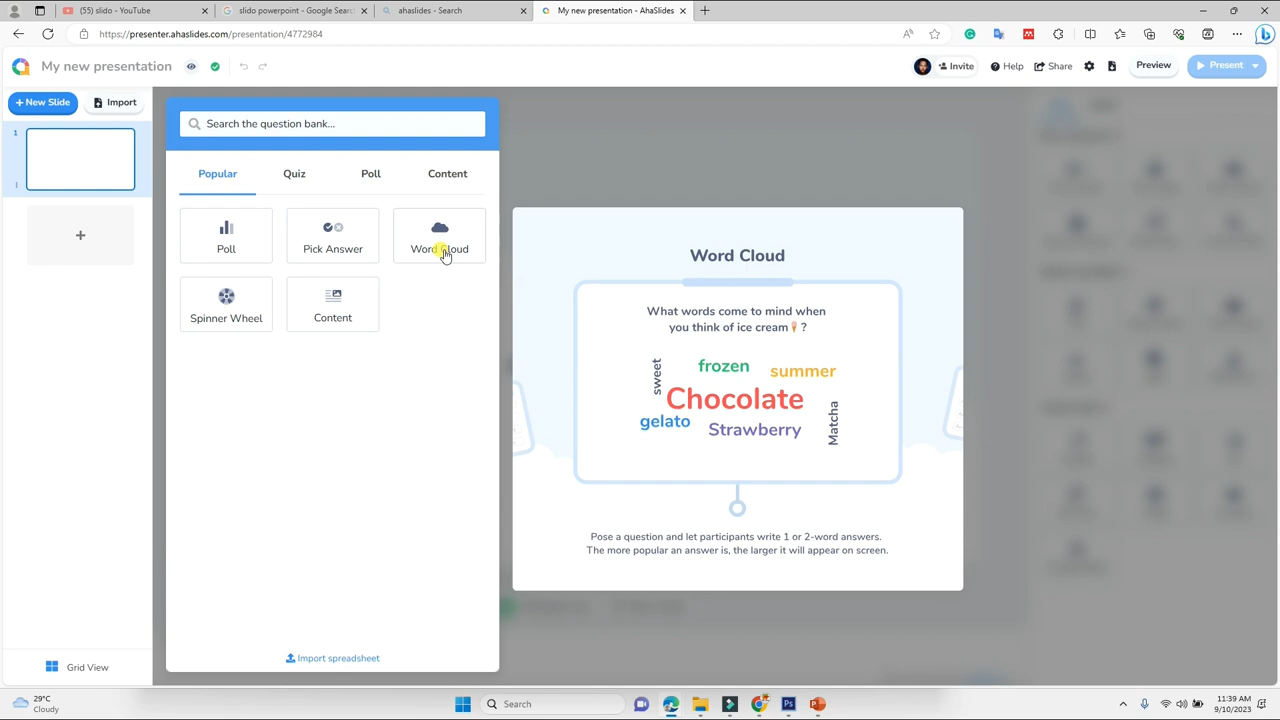 (55) slido - YouTube
slido powerpoint - Google Sear
ahaslides - Search
My new presentation - AhaSlides
https://presenter.ahaslides.com/presentation/4772984
My new presentation
Invite
Help
Share
Preview
Present
+ New Slide
Import
1
Search the question bank...
Popular
Quiz
Poll
Content
Poll
Pick Answer
Word Cloud
Spinner Wheel
Content
Import spreadsheet
Word Cloud
What words come to mind when
you think of ice cream🍦?
sweet
frozen
summer
Chocolate
gelato
Strawberry
Matcha
Pose a question and let participants write 1 or 2-word answers.
The more popular an answer is, the larger it will appear on screen.
Grid View
29°C
Cloudy
Search
11:39 AM
9/10/2023